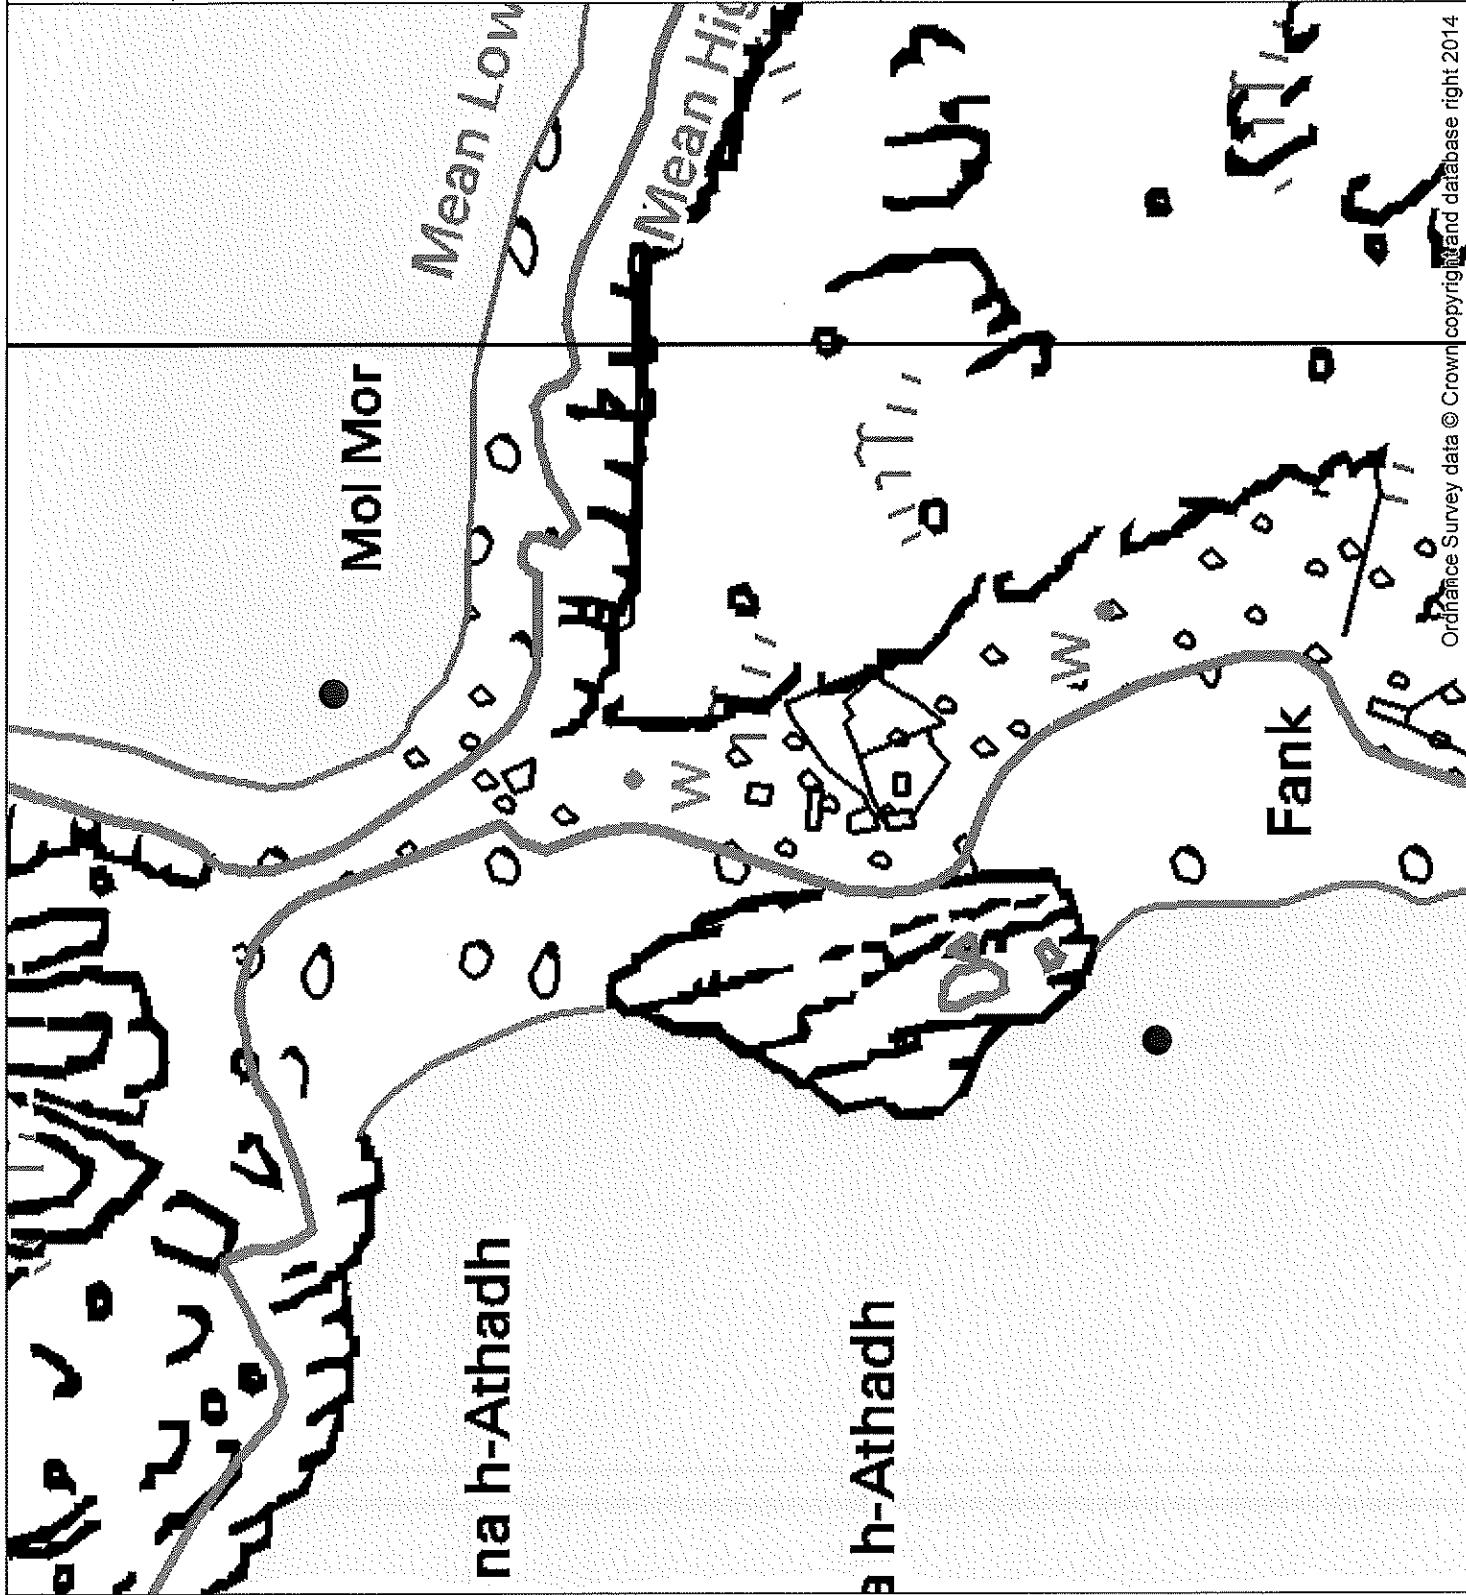 Mean Low
Mean Hig
Mol Mor
W
W
Fank
na h-Athadh
a h-Athadh
Ordnance Survey data © Crown copyright and database right 2014